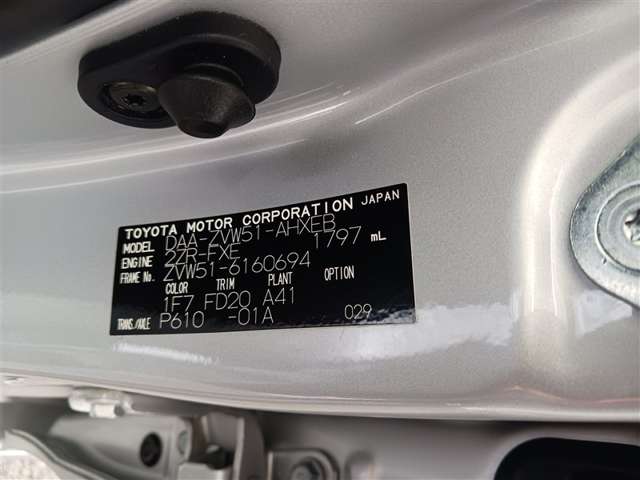 TOYOTA MOTOR CORPORATION JAPAN
MODEL DAA-ZVW51-AHXEB
ENGINE 2ZR-FXE 1797 mL
FRAME No. ZVW51-6160694
COLOR TRIM PLANT OPTION
1F7 FD20 A41
TRANS./AXLE P610 -01A 029